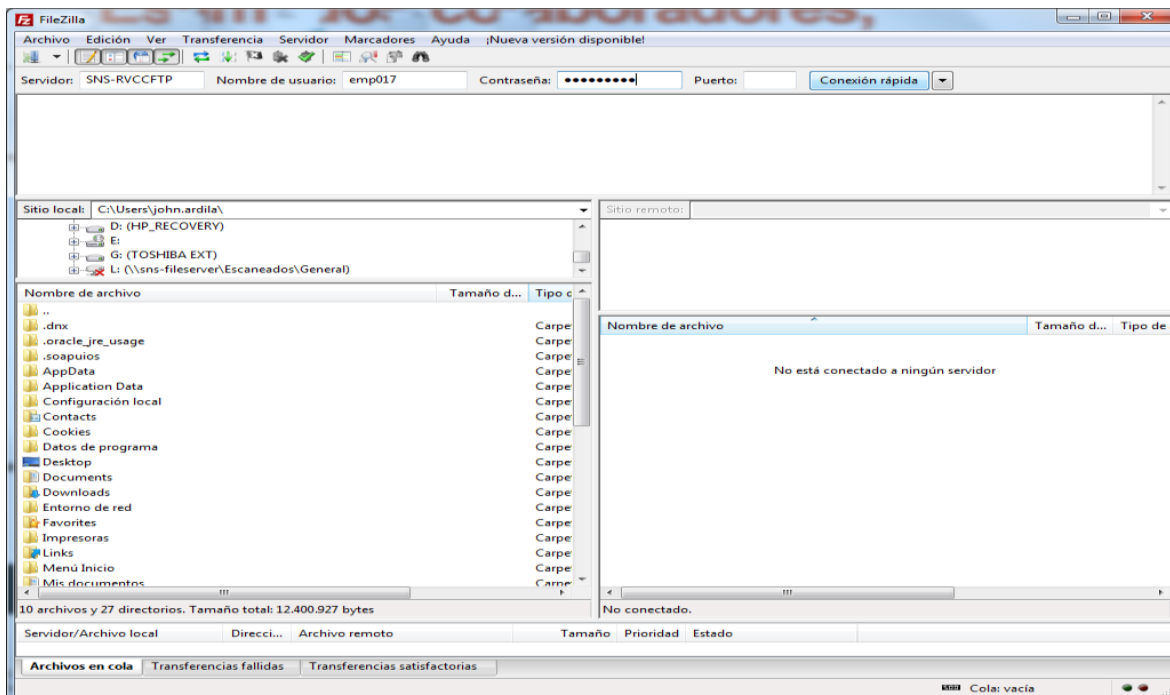 FileZilla
Archivo Edición Ver Transferencia Servidor Marcadores Ayuda ¡Nueva versión disponible!
Servidor: SNS-RVCCFTP Nombre de usuario: emp017 Contraseña: ●●●●●●●●● Puerto: Conexión rápida
Sitio local: C:\Users\john.ardila\
Sitio remoto:
D: (HP_RECOVERY)
E:
G: (TOSHIBA EXT)
L: (\\sns-fileserver\Escaneados\General)
Nombre de archivo Tamaño d... Tipo d
..
.dnx Carpe
.oracle_jre_usage Carpe
.soapuios Carpe
AppData Carpe
Application Data Carpe
Configuración local Carpe
Contacts Carpe
Cookies Carpe
Datos de programa Carpe
Desktop Carpe
Documents Carpe
Downloads Carpe
Entorno de red Carpe
Favorites Carpe
Impresoras Carpe
Links Carpe
Menú Inicio Carpe
Mis documentos Carpe
10 archivos y 27 directorios. Tamaño total: 12.400.927 bytes
Nombre de archivo Tamaño d... Tipo de
No está conectado a ningún servidor
No conectado.
Servidor/Archivo local Direcci... Archivo remoto Tamaño Prioridad Estado
Archivos en cola Transferencias fallidas Transferencias satisfactorias
Cola: vacía